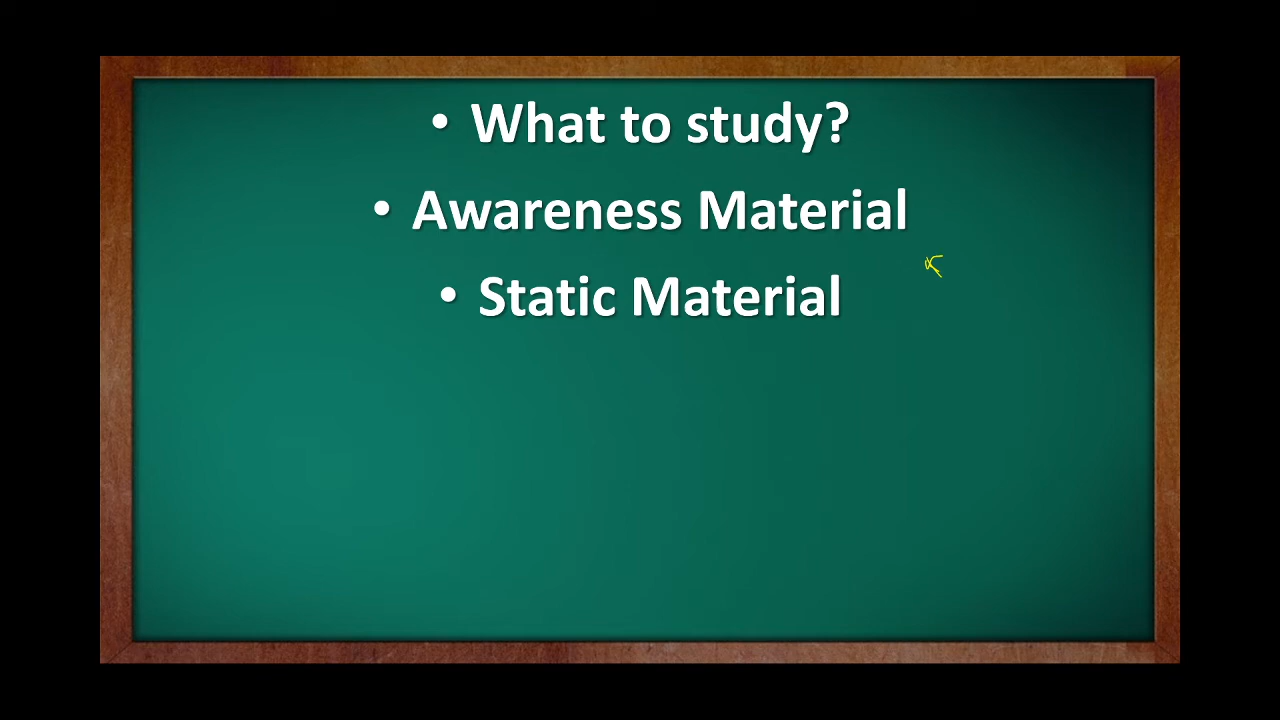 • What to study?
• Awareness Material
• Static Material